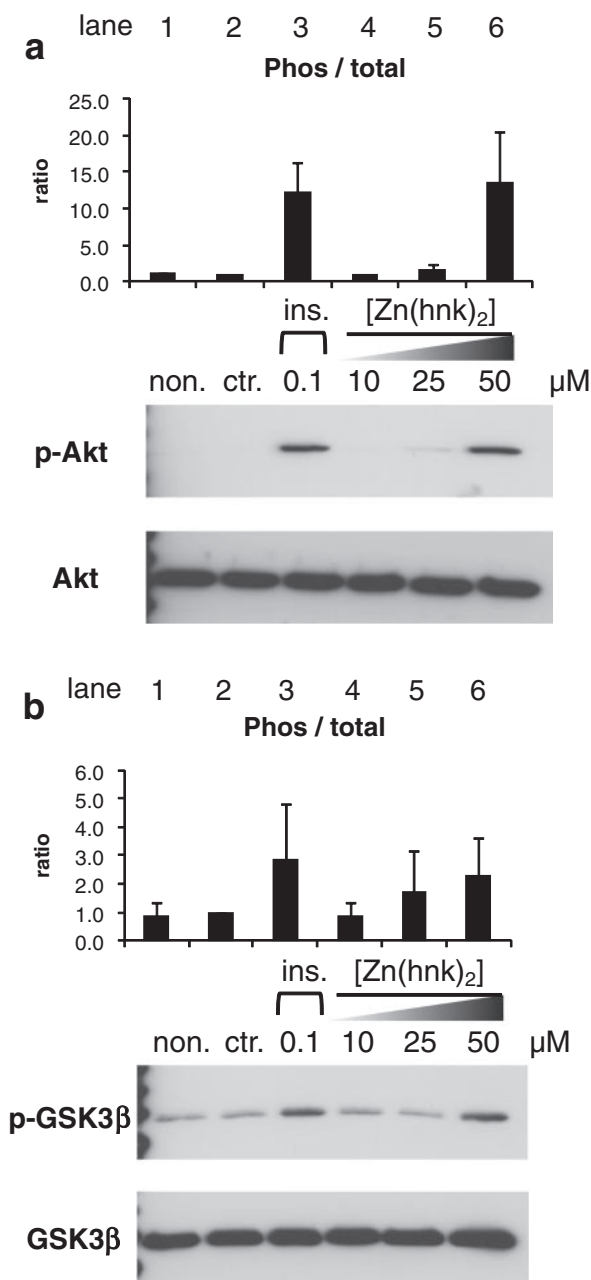 a
lane 1 2 3 4 5 6
Phos / total
25.0
20.0
15.0
10.0
5.0
0.0
ratio
ins. [Zn(hnk)₂]
non. ctr. 0.1 10 25 50 μM
p-Akt
Akt
b
lane 1 2 3 4 5 6
Phos / total
6.0
5.0
4.0
3.0
2.0
1.0
0.0
ratio
ins. [Zn(hnk)₂]
non. ctr. 0.1 10 25 50 μM
p-GSK3β
GSK3β